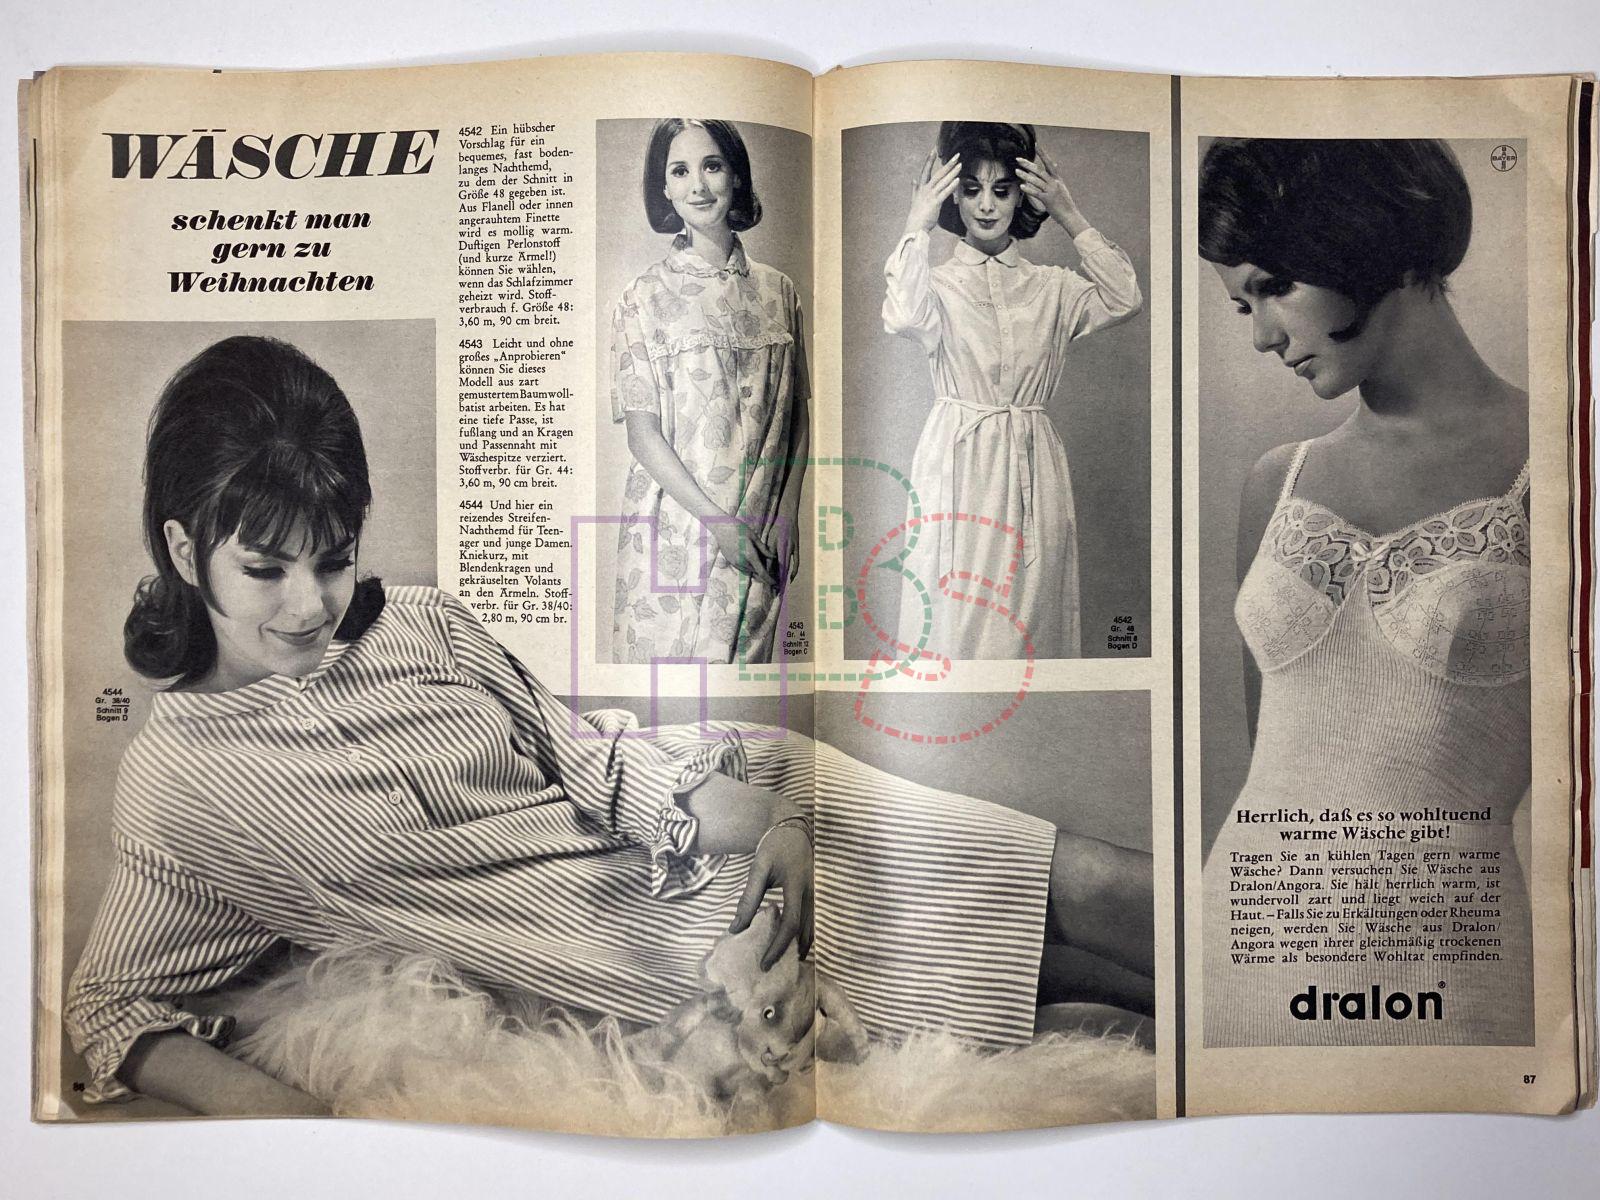 WÄSCHE
schenkt man
gern zu
Weihnachten
4542 Ein hübscher
Vorschlag für ein
bequemes, fast boden-
langes Nachthemd,
zu dem der Schnitt in
Größe 48 gegeben ist.
Aus Flanell oder innen
angerauhtem Finette
wird es mollig warm.
Duftigen Perlonstoff
(und kurze Ärmel!)
können Sie wählen,
wenn das Schlafzimmer
geheizt wird. Stoff-
verbrauch f. Größe 48:
3,60 m, 90 cm breit.
4543 Leicht und ohne
großes „Anprobieren“
können Sie dieses
Modell aus zart
gemustertem Baumwoll-
batist arbeiten. Es hat
eine tiefe Passe, ist
fußlang und an Kragen
und Passennaht mit
Wäschespitze verziert.
Stoffverbr. für Gr. 44:
3,60 m, 90 cm breit.
4544 Und hier ein
reizendes Streifen-
Nachthemd für Teen-
ager und junge Damen.
Kniekurz, mit
Blendenkragen und
gekräuselten Volants
an den Ärmeln. Stoff-
verbr. für Gr. 38/40:
2,80 m, 90 cm br.
4544
Gr. 38/40
Schnitt 9
Bogen D
4543
Gr. 44
Schnitt 12
Bogen C
4542
Gr. 48
Schnitt 8
Bogen D
86
BAYER
Herrlich, daß es so wohltuend
warme Wäsche gibt!
Tragen Sie an kühlen Tagen gern warme
Wäsche? Dann versuchen Sie Wäsche aus
Dralon/Angora. Sie hält herrlich warm, ist
wundervoll zart und liegt weich auf der
Haut. – Falls Sie zu Erkältungen oder Rheuma
neigen, werden Sie Wäsche aus Dralon/
Angora wegen ihrer gleichmäßig trockenen
Wärme als besondere Wohltat empfinden.
dralon®
87
HBS